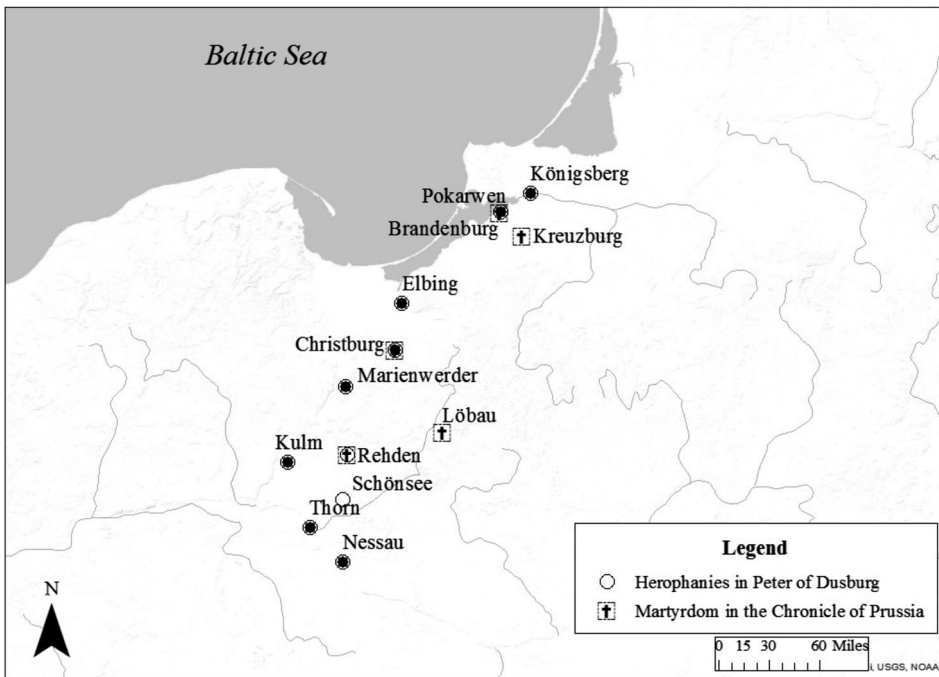 Baltic Sea
Königsberg
Pokarwen
Brandenburg
Kreuzburg
Elbing
Christburg
Marienwerder
Löbau
Kulm
Rehden
Schönsee
Thorn
Nessau
N
Legend
Herophanies in Peter of Dusburg
Martyrdom in the Chronicle of Prussia
0 15 30 60 Miles
i, USGS, NOAA